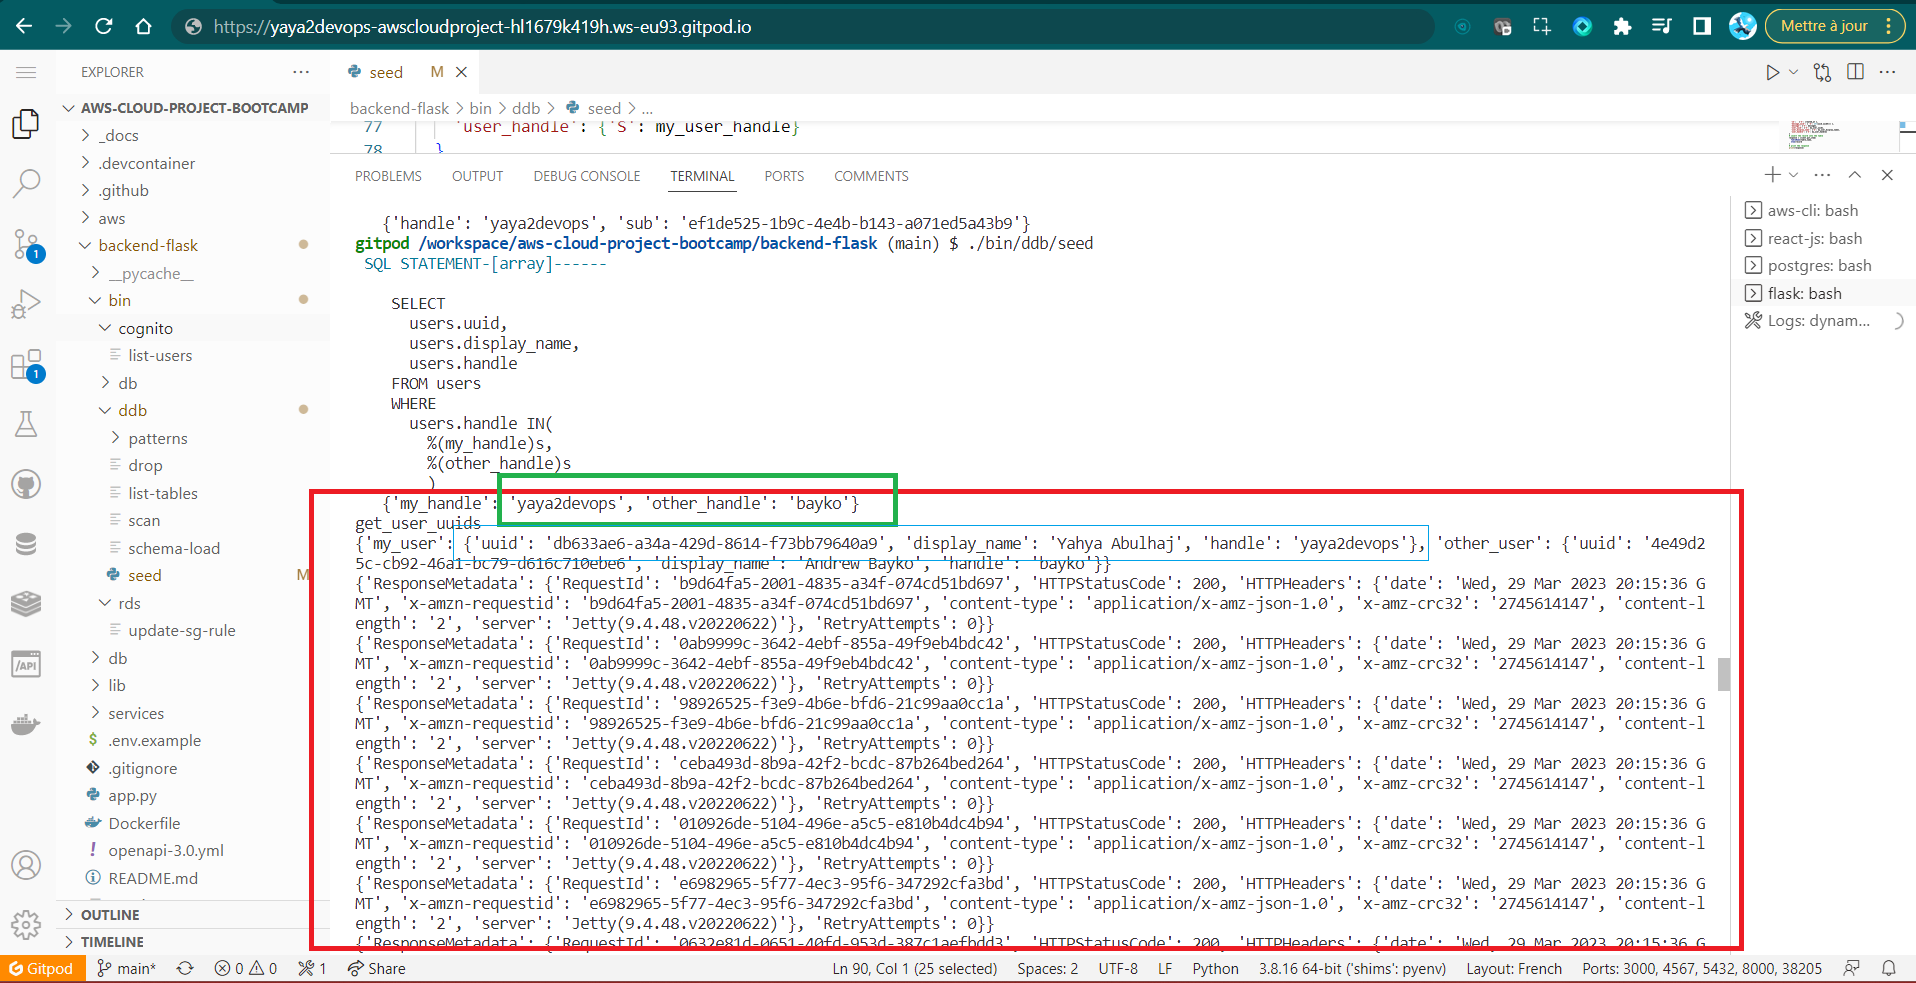 https://yaya2devops-awscloudproject-hl1679k419h.ws-eu93.gitpod.io
Mettre à jour
EXPLORER
AWS-CLOUD-PROJECT-BOOTCAMP
_docs
.devcontainer
.github
aws
backend-flask
__pycache__
bin
cognito
list-users
db
ddb
patterns
drop
list-tables
scan
schema-load
seed M
rds
update-sg-rule
db
lib
services
.env.example
.gitignore
app.py
Dockerfile
openapi-3.0.yml
README.md
OUTLINE
TIMELINE
1
1
/API
seed M
backend-flask > bin > ddb > seed > ...
77 'user_handle': {'S': my_user_handle}
78 }
PROBLEMS OUTPUT DEBUG CONSOLE TERMINAL PORTS COMMENTS
{'handle': 'yaya2devops', 'sub': 'ef1de525-1b9c-4e4b-b143-a071ed5a43b9'}
gitpod /workspace/aws-cloud-project-bootcamp/backend-flask (main) $ ./bin/ddb/seed
SQL STATEMENT-[array]------
SELECT
users.uuid,
users.display_name,
users.handle
FROM users
WHERE
users.handle IN(
%(my_handle)s,
%(other_handle)s
)
{'my_handle': 'yaya2devops', 'other_handle': 'bayko'}
get_user_uuids
{'my_user': {'uuid': 'db633ae6-a34a-429d-8614-f73bb79640a9', 'display_name': 'Yahya Abulhaj', 'handle': 'yaya2devops'}, 'other_user': {'uuid': '4e49d2
5c-cb92-46a1-bc79-d616c710ebe6', 'display_name': 'Andrew Bayko', 'handle': 'bayko'}}
{'ResponseMetadata': {'RequestId': 'b9d64fa5-2001-4835-a34f-074cd51bd697', 'HTTPStatusCode': 200, 'HTTPHeaders': {'date': 'Wed, 29 Mar 2023 20:15:36 G
MT', 'x-amzn-requestid': 'b9d64fa5-2001-4835-a34f-074cd51bd697', 'content-type': 'application/x-amz-json-1.0', 'x-amz-crc32': '2745614147', 'content-l
ength': '2', 'server': 'Jetty(9.4.48.v20220622)'}, 'RetryAttempts': 0}}
{'ResponseMetadata': {'RequestId': '0ab9999c-3642-4ebf-855a-49f9eb4bdc42', 'HTTPStatusCode': 200, 'HTTPHeaders': {'date': 'Wed, 29 Mar 2023 20:15:36 G
MT', 'x-amzn-requestid': '0ab9999c-3642-4ebf-855a-49f9eb4bdc42', 'content-type': 'application/x-amz-json-1.0', 'x-amz-crc32': '2745614147', 'content-l
ength': '2', 'server': 'Jetty(9.4.48.v20220622)'}, 'RetryAttempts': 0}}
{'ResponseMetadata': {'RequestId': '98926525-f3e9-4b6e-bfd6-21c99aa0cc1a', 'HTTPStatusCode': 200, 'HTTPHeaders': {'date': 'Wed, 29 Mar 2023 20:15:36 G
MT', 'x-amzn-requestid': '98926525-f3e9-4b6e-bfd6-21c99aa0cc1a', 'content-type': 'application/x-amz-json-1.0', 'x-amz-crc32': '2745614147', 'content-l
ength': '2', 'server': 'Jetty(9.4.48.v20220622)'}, 'RetryAttempts': 0}}
{'ResponseMetadata': {'RequestId': 'ceba493d-8b9a-42f2-bcdc-87b264bed264', 'HTTPStatusCode': 200, 'HTTPHeaders': {'date': 'Wed, 29 Mar 2023 20:15:36 G
MT', 'x-amzn-requestid': 'ceba493d-8b9a-42f2-bcdc-87b264bed264', 'content-type': 'application/x-amz-json-1.0', 'x-amz-crc32': '2745614147', 'content-l
ength': '2', 'server': 'Jetty(9.4.48.v20220622)'}, 'RetryAttempts': 0}}
{'ResponseMetadata': {'RequestId': '010926de-5104-496e-a5c5-e810b4dc4b94', 'HTTPStatusCode': 200, 'HTTPHeaders': {'date': 'Wed, 29 Mar 2023 20:15:36 G
MT', 'x-amzn-requestid': '010926de-5104-496e-a5c5-e810b4dc4b94', 'content-type': 'application/x-amz-json-1.0', 'x-amz-crc32': '2745614147', 'content-l
ength': '2', 'server': 'Jetty(9.4.48.v20220622)'}, 'RetryAttempts': 0}}
{'ResponseMetadata': {'RequestId': 'e6982965-5f77-4ec3-95f6-347292cfa3bd', 'HTTPStatusCode': 200, 'HTTPHeaders': {'date': 'Wed, 29 Mar 2023 20:15:36 G
MT', 'x-amzn-requestid': 'e6982965-5f77-4ec3-95f6-347292cfa3bd', 'content-type': 'application/x-amz-json-1.0', 'x-amz-crc32': '2745614147', 'content-l
ength': '2', 'server': 'Jetty(9.4.48.v20220622)'}, 'RetryAttempts': 0}}
{'ResponseMetadata': {'RequestId': '0632e81d-0651-40fd-953d-387c1aefbdd3', 'HTTPStatusCode': 200, 'HTTPHeaders': {'date': 'Wed, 29 Mar 2023 20:15:36 G
aws-cli: bash
react-js: bash
postgres: bash
flask: bash
Logs: dynam...
Gitpod main* 0 0 1 Share Ln 90, Col 1 (25 selected) Spaces: 2 UTF-8 LF Python 3.8.16 64-bit ('shims': pyenv) Layout: French Ports: 3000, 4567, 5432, 8000, 38205